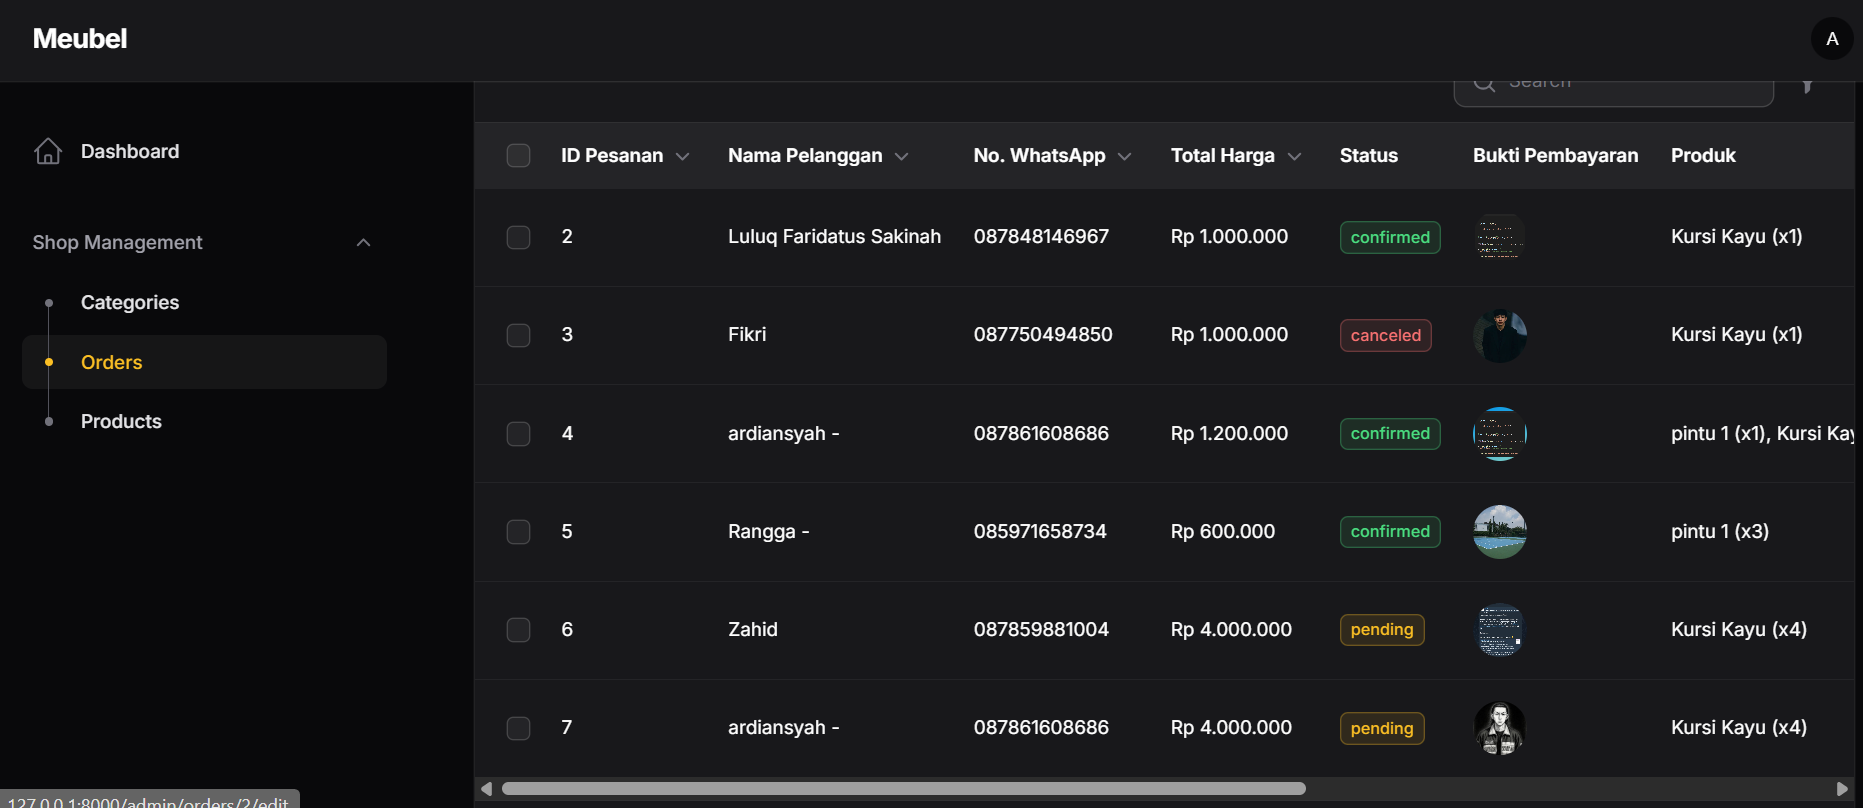 Meubel
A
Search
Dashboard
Shop Management
Categories
Orders
Products
ID Pesanan Nama Pelanggan No. WhatsApp Total Harga Status Bukti Pembayaran Produk
2 Luluq Faridatus Sakinah 087848146967 Rp 1.000.000 confirmed Kursi Kayu (x1)
3 Fikri 087750494850 Rp 1.000.000 canceled Kursi Kayu (x1)
4 ardiansyah - 087861608686 Rp 1.200.000 confirmed pintu 1 (x1), Kursi Kay
5 Rangga - 085971658734 Rp 600.000 confirmed pintu 1 (x3)
6 Zahid 087859881004 Rp 4.000.000 pending Kursi Kayu (x4)
7 ardiansyah - 087861608686 Rp 4.000.000 pending Kursi Kayu (x4)
127.0.0.1:8000/admin/orders/2/edit